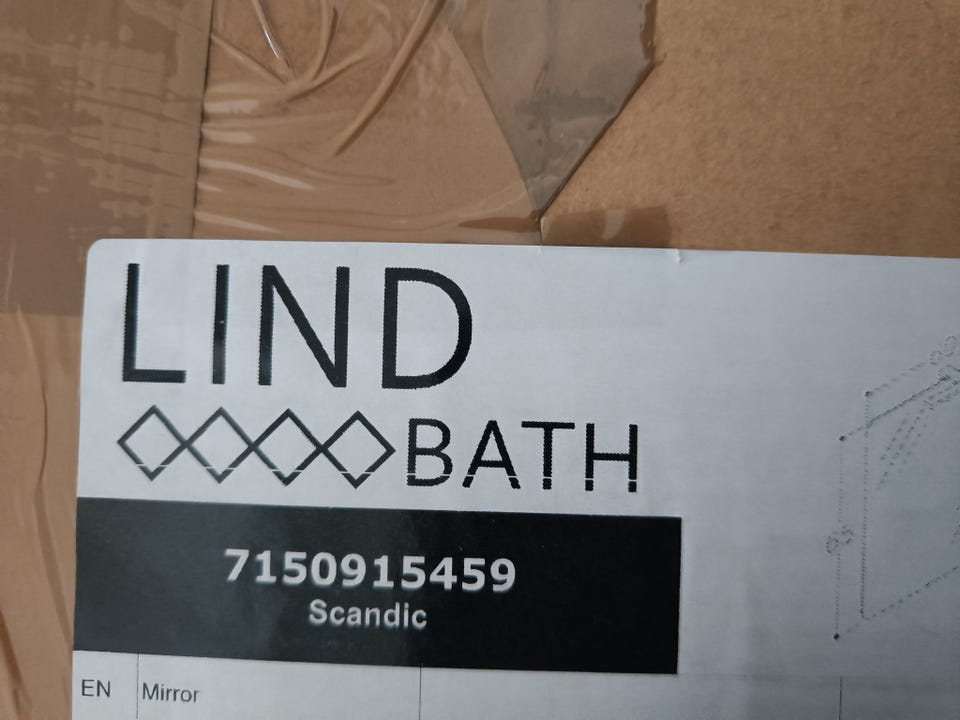 LIND
BATH
7150915459
Scandic
EN Mirror